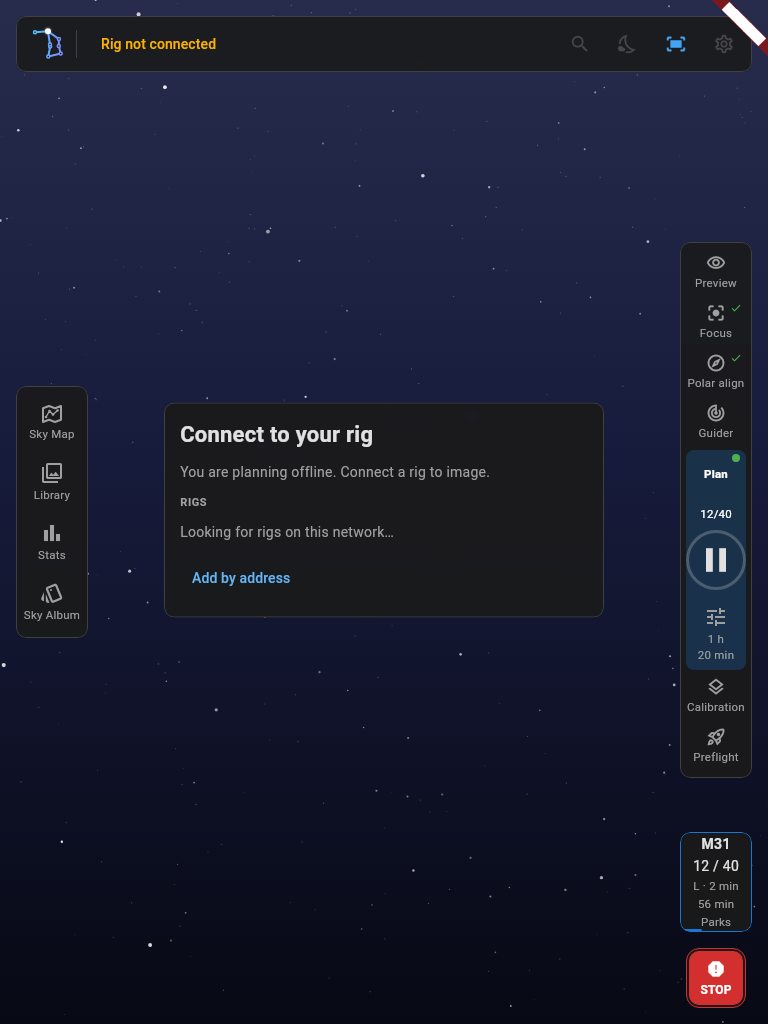 Rig not connected
Preview
Focus
Polar align
Guider
Plan
12/40
1 h
20 min
Calibration
Preflight
Sky Map
Library
Stats
Sky Album
Connect to your rig
You are planning offline. Connect a rig to image.
RIGS
Looking for rigs on this network…
Add by address
M31
12 / 40
L · 2 min
56 min
Parks
STOP